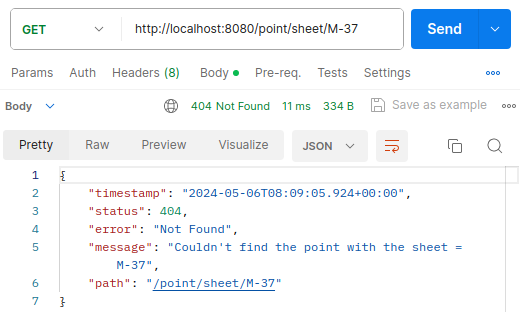 GET http://localhost:8080/point/sheet/M-37 Send
Params Auth Headers (8) Body Pre-req. Tests Settings
Body 404 Not Found 11 ms 334 B Save as example
Pretty Raw Preview Visualize JSON
1 {
2 "timestamp": "2024-05-06T08:09:05.924+00:00",
3 "status": 404,
4 "error": "Not Found",
5 "message": "Couldn't find the point with the sheet =
M-37",
6 "path": "/point/sheet/M-37"
7 }